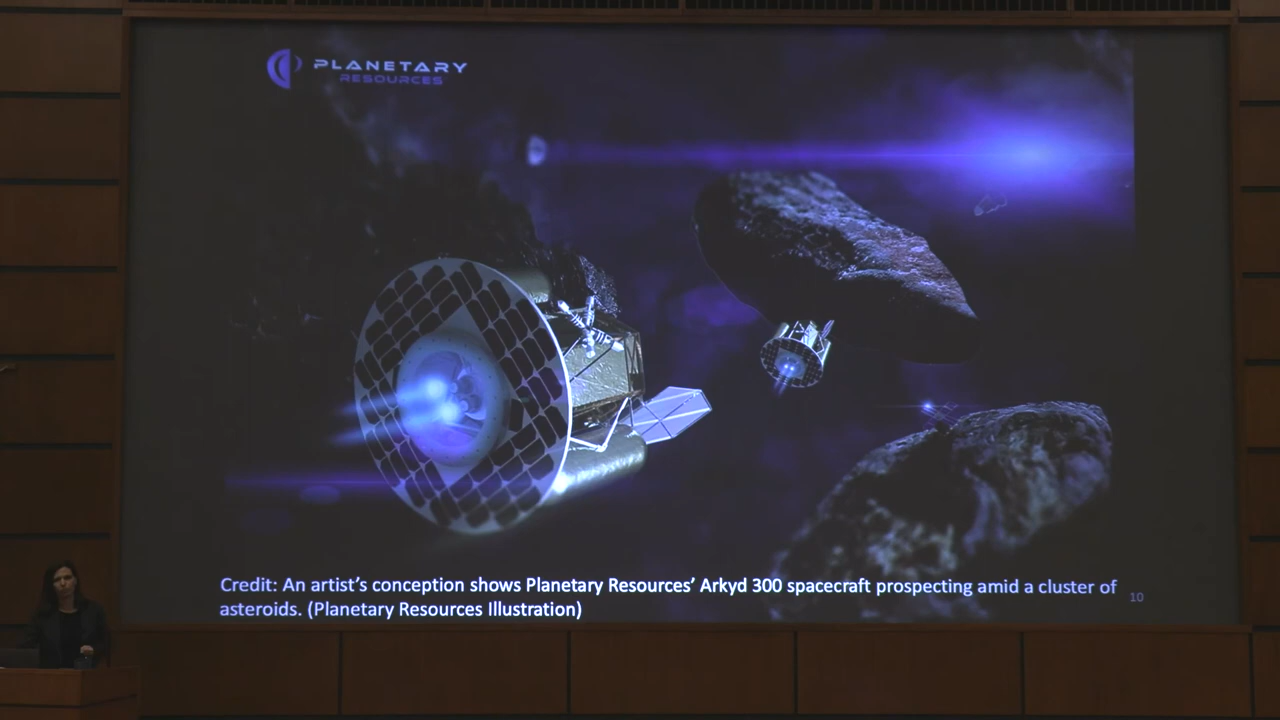 PLANETARY
RESOURCES
Credit: An artist’s conception shows Planetary Resources’ Arkyd 300 spacecraft prospecting amid a cluster of
asteroids. (Planetary Resources Illustration)
10